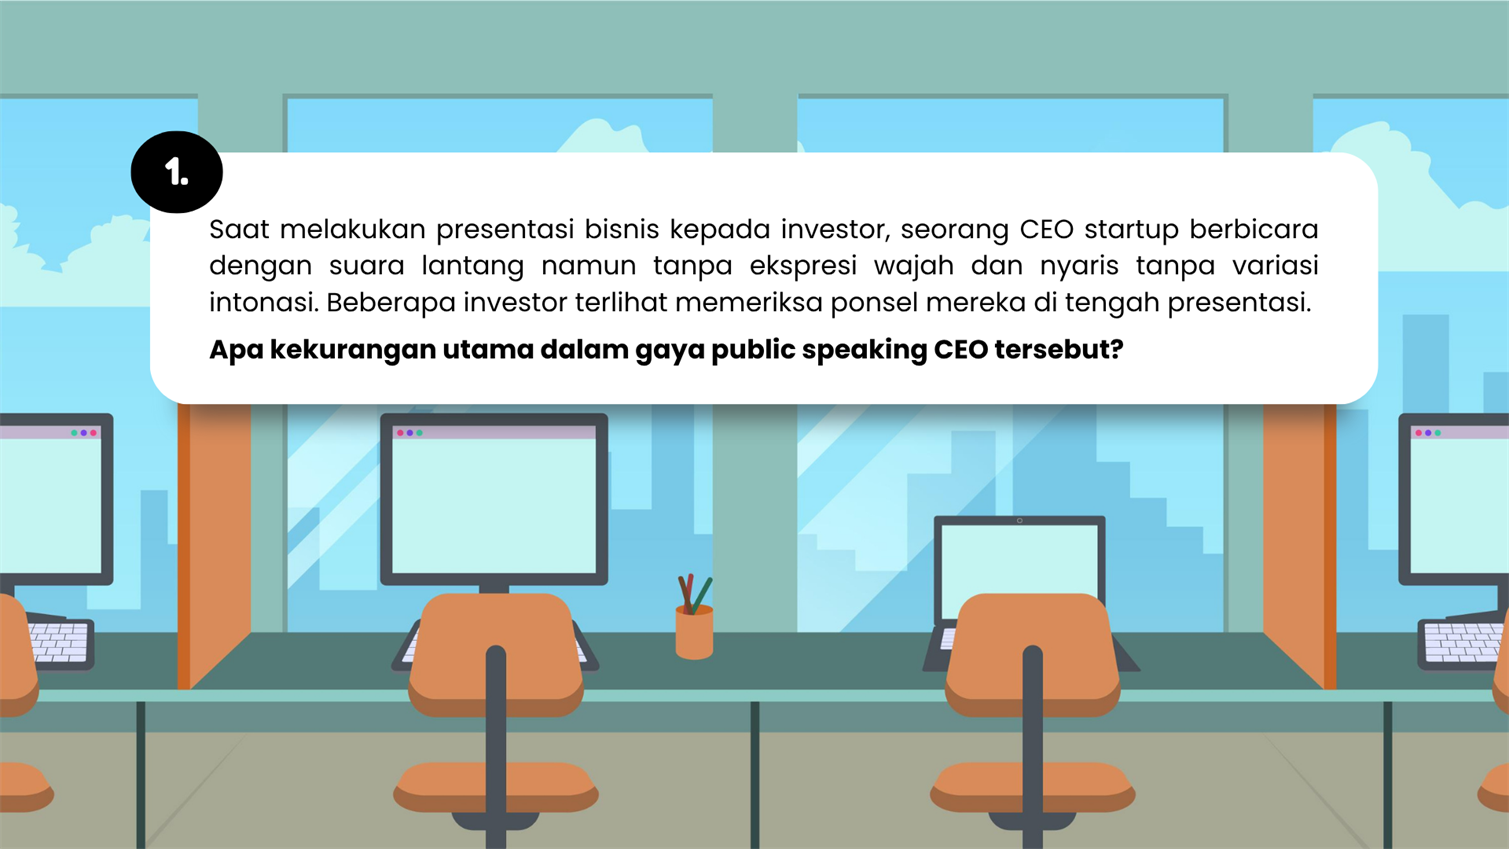 1.
Saat melakukan presentasi bisnis kepada investor, seorang CEO startup berbicara
dengan suara lantang namun tanpa ekspresi wajah dan nyaris tanpa variasi
intonasi. Beberapa investor terlihat memeriksa ponsel mereka di tengah presentasi.
Apa kekurangan utama dalam gaya public speaking CEO tersebut?